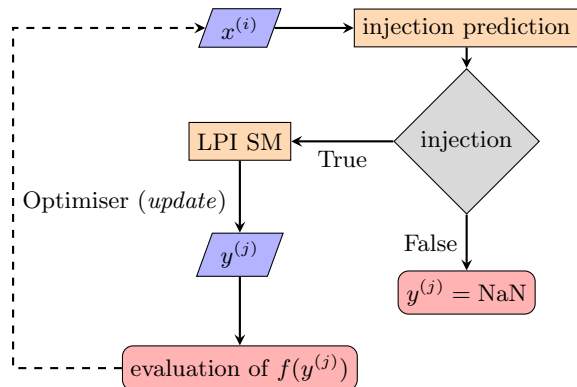 x^{(i)}
injection prediction
injection
LPI SM
True
Optimiser (update)
False
y^{(j)}
y^{(j)} = NaN
evaluation of f(y^{(j)})